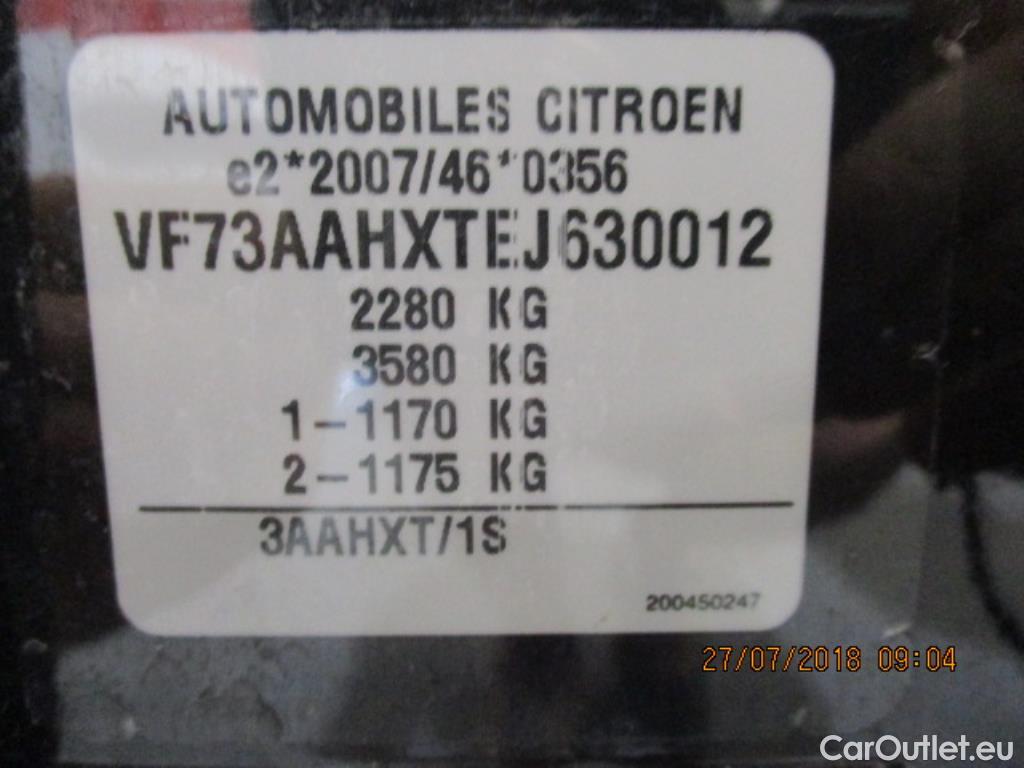 AUTOMOBILES CITROEN
e2*2007/46*0356
VF73AAHXTEJ630012
2280 KG
3580 KG
1-1170 KG
2-1175 KG
3AAHXT/1S
200450247
27/07/2018 09:04
CarOutlet.eu